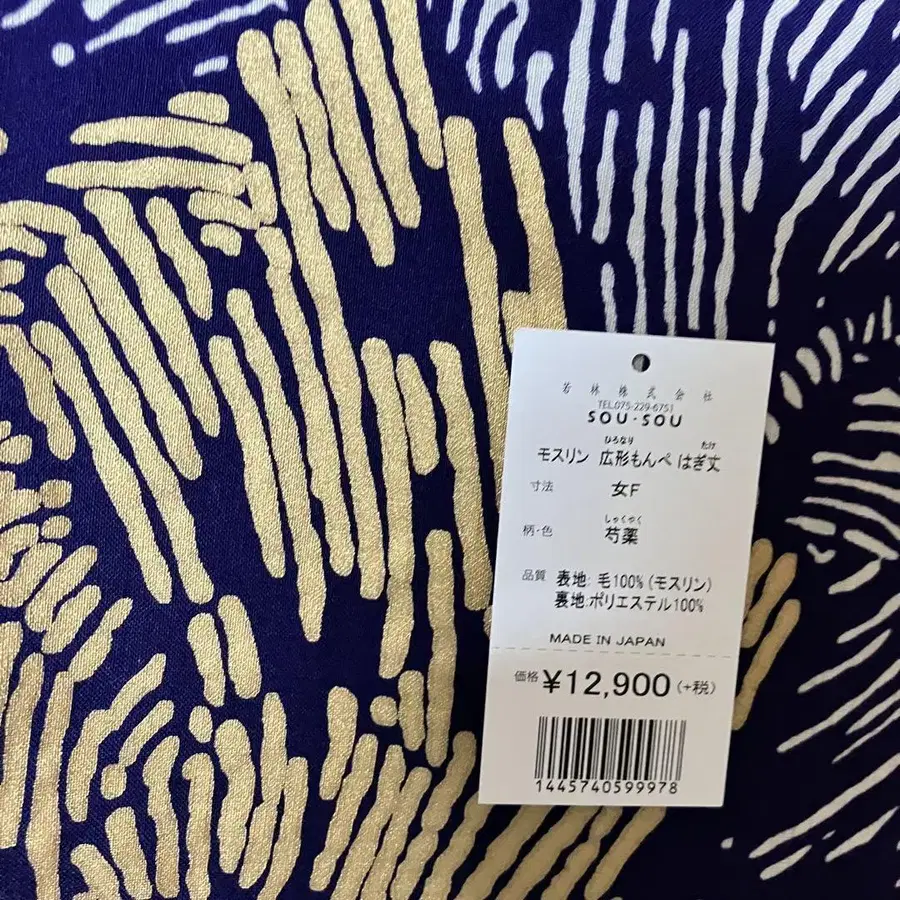 若林株式会社
TEL.075-229-6751
SOU・SOU
ひろなり たけ
モスリン 広形もんぺ はぎ丈
寸法 女F
しゃくやく
柄・色 芍薬
品質 表地: 毛100% (モスリン)
裏地:ポリエステル100%
MADE IN JAPAN
価格 ¥12,900 (+税)
1445740599978